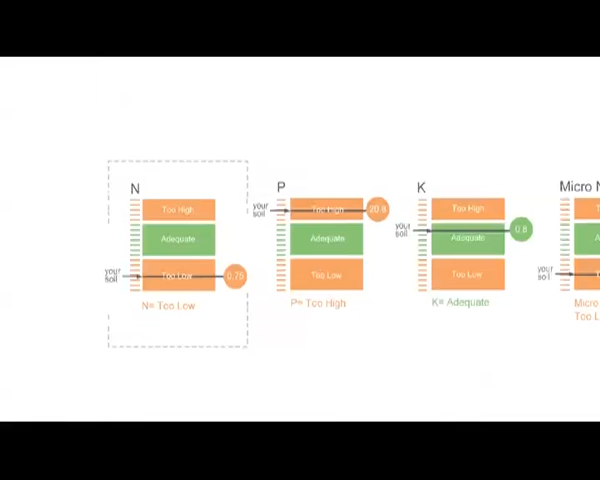 N
Too High
Adequate
your
soil
Too Low
0.75
N= Too Low
P
your
soil
Too High
20.8
Adequate
Too Low
P= Too High
K
Too High
your
soil
Adequate
0.8
Too Low
K= Adequate
Micro N
your
soil
Micro
Too L